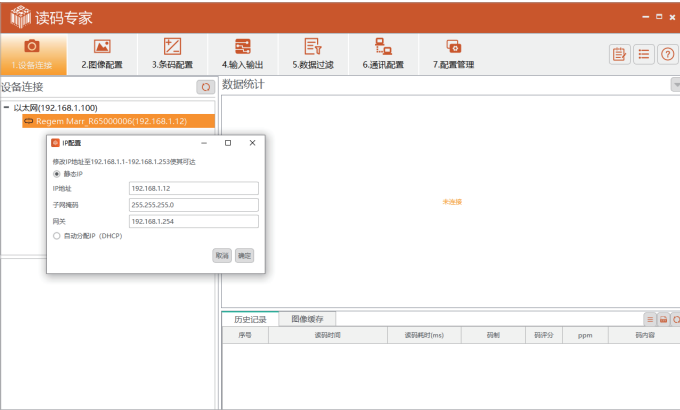 读码专家
1.设备连接
2.图像配置
3.条码配置
4.输入输出
5.数据过滤
6.通讯配置
7.配置管理
设备连接
数据统计
以太网(192.168.1.100)
Regem Marr_R65000006(192.168.1.12)
IP配置
修改IP地址至192.168.1.1-192.168.1.253使其可达
静态IP
IP地址 192.168.1.12
子网掩码 255.255.255.0
网关 192.168.1.254
自动分配IP（DHCP）
取消 确定
未连接
历史记录 图像缓存
序号 读码时间 读码耗时(ms) 码制 码评分 ppm 码内容